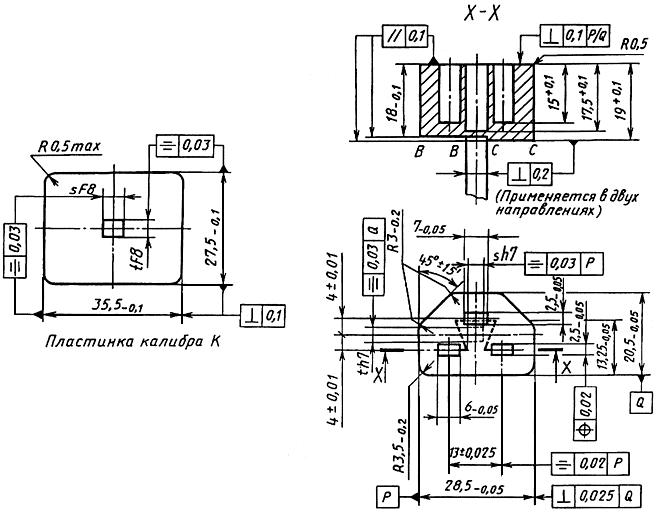 X-X
// 0,1
⊥ 0,1 P/Q
R0,5
18-0,1
15+0,1
17,5+0,1
19+0,1
B B C C
⊥ 0,2
(Применяется в двух
направлениях)
R0,5max
⌯ 0,03
sF8
⌯ 0,03
tF8
27,5-0,1
35,5-0,1
⊥ 0,1
Пластинка калибра K
4±0,01
4±0,01
⌯ 0,03 Q
R3-0,2
45°±15'
7-0,05
sh7
⌯ 0,03 P
2,5-0,05
2,5-0,05
13,25-0,05
20,5-0,05
th7
X X
6-0,05
⌖ 0,02
Q
R3,5-0,2
13±0,025
⌯ 0,02 P
P
28,5-0,05
⊥ 0,025 Q